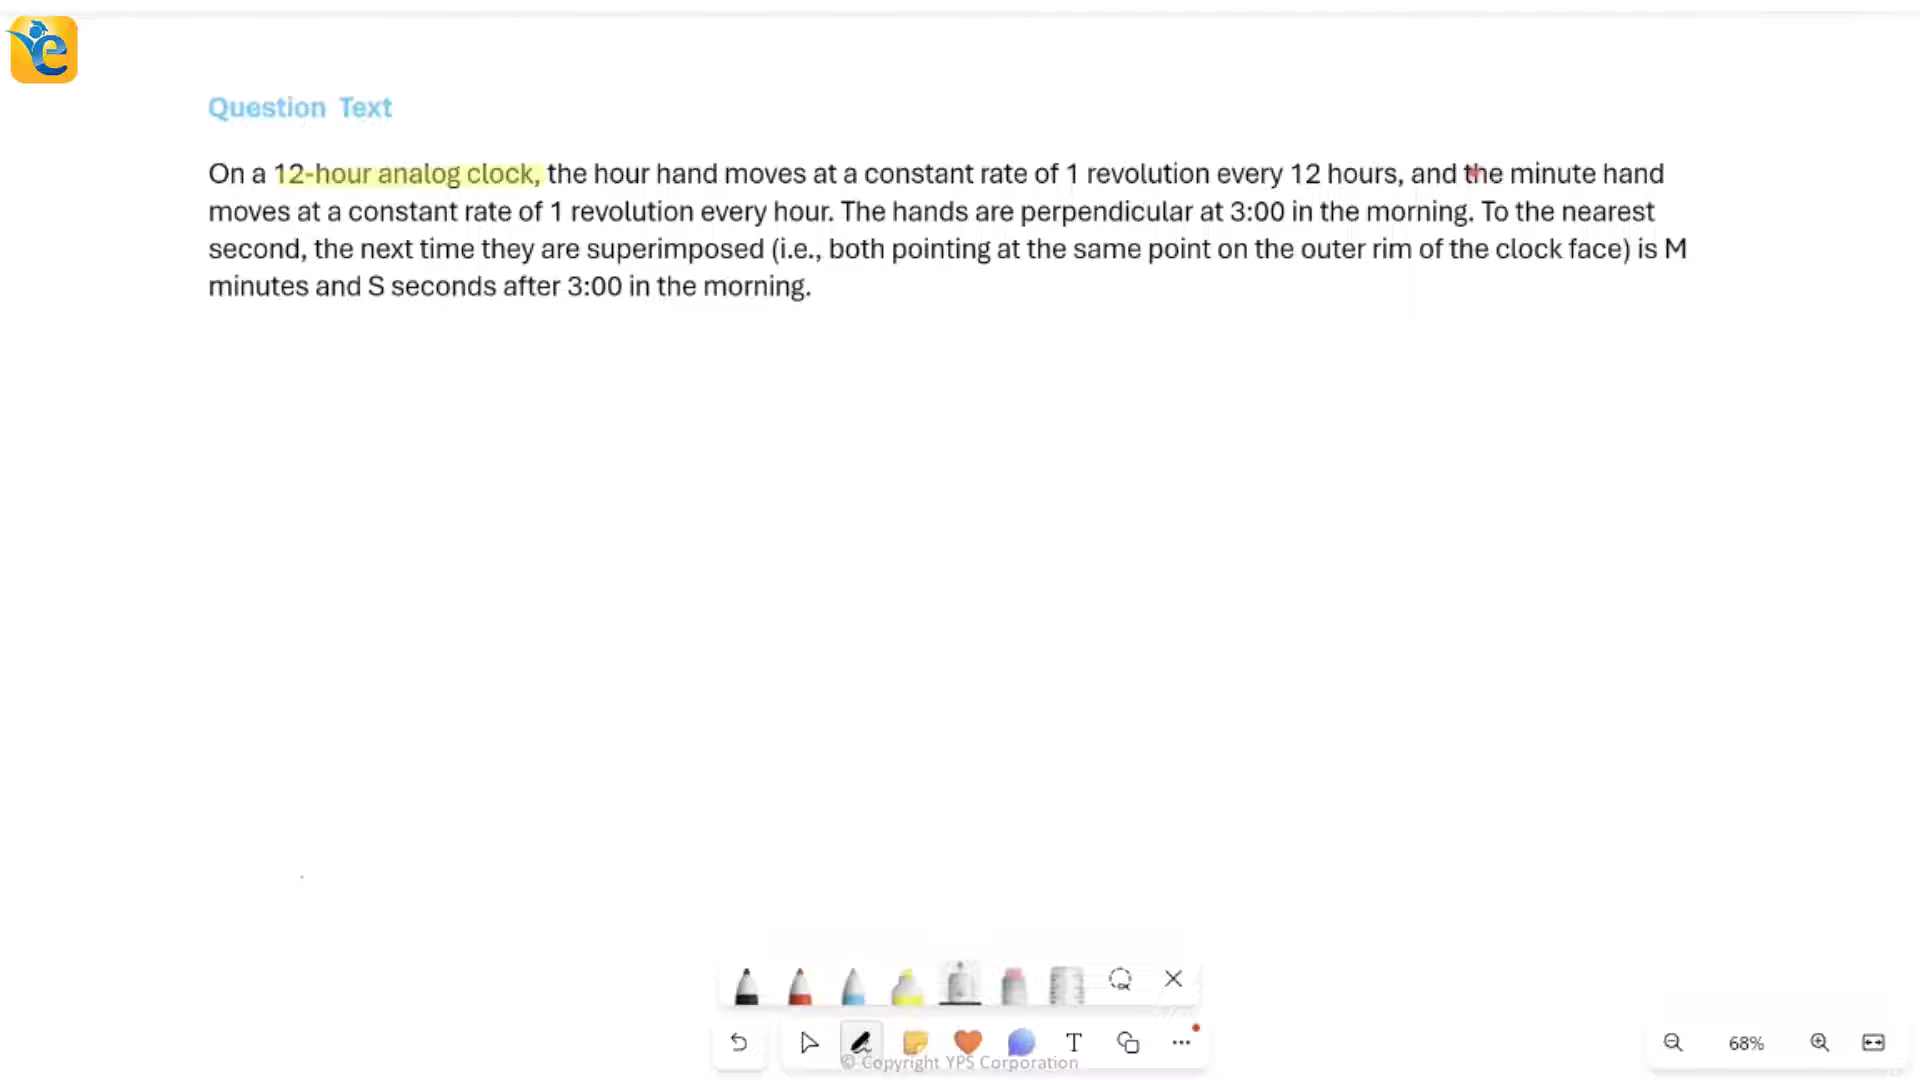 Question Text
On a 12-hour analog clock, the hour hand moves at a constant rate of 1 revolution every 12 hours, and the minute hand
moves at a constant rate of 1 revolution every hour. The hands are perpendicular at 3:00 in the morning. To the nearest
second, the next time they are superimposed (i.e., both pointing at the same point on the outer rim of the clock face) is M
minutes and S seconds after 3:00 in the morning.
T
68%
© Copyright YPS Corporation